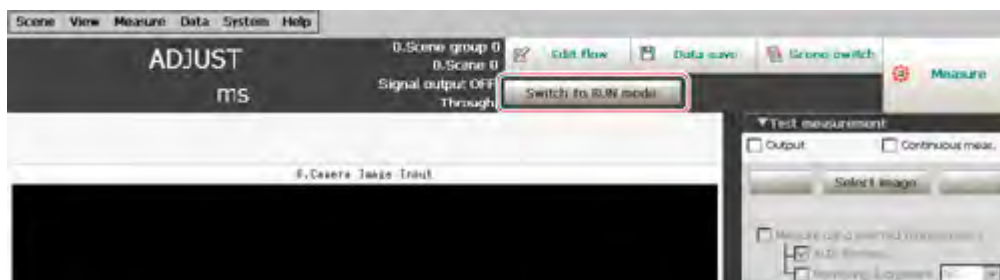 Scene View Measure Data System Help
ADJUST
ms
0.Scene group 0
0.Scene 0
Signal output OFF
Through
Edit flow
Data save
Scene switch
Measure
Switch to RUN mode
▼Test measurement
Output
Continuous meas.
Select image
0.Camera Image Input